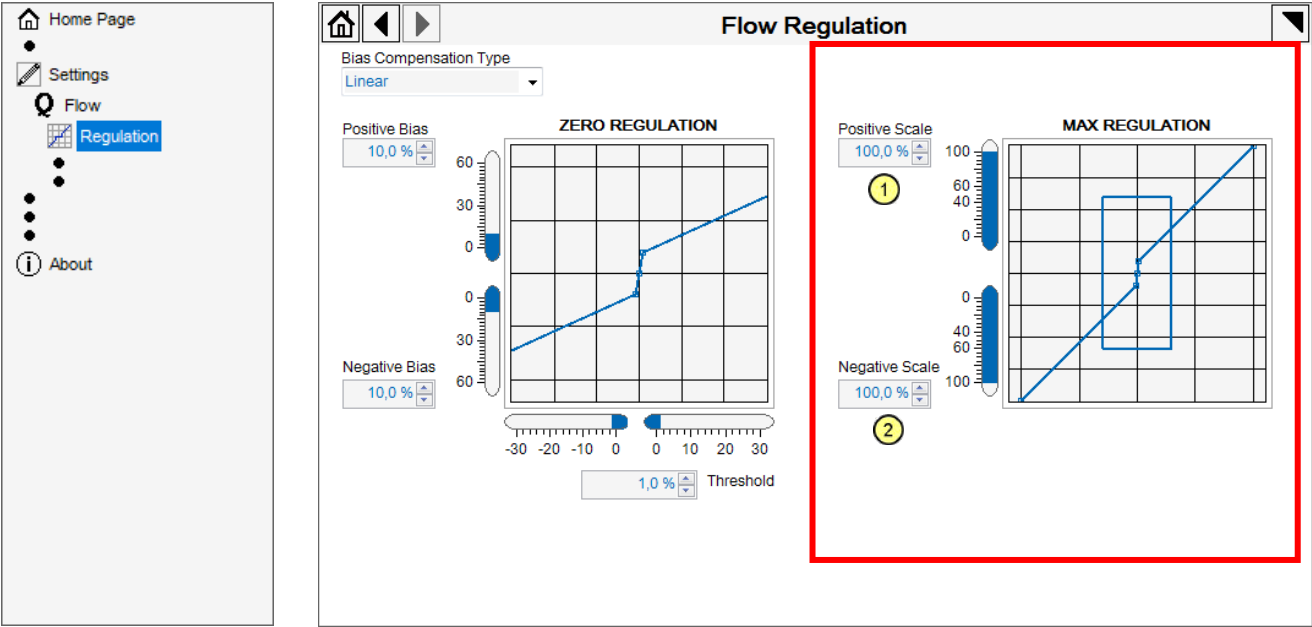 Home Page
Settings
Q Flow
Regulation
i About
Flow Regulation
Bias Compensation Type
Linear
Positive Bias
10,0 %
ZERO REGULATION
60
30
0
0
30
60
Negative Bias
10,0 %
-30 -20 -10 0 0 10 20 30
1,0 % Threshold
Positive Scale
100,0 %
1
MAX REGULATION
100
60
40
0
0
40
60
100
Negative Scale
100,0 %
2